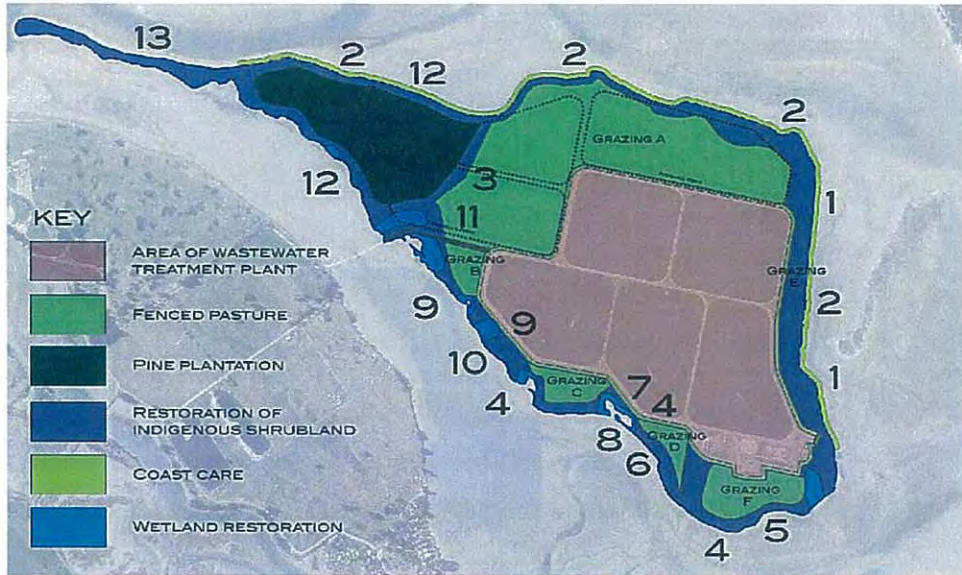 13
2
12
2
2
GRAZING A
3
12
1
11
KEY
AREA OF WASTEWATER
TREATMENT PLANT
GRAZING
B
GRAZING
E
9
2
FENCED PASTURE
9
10
PINE PLANTATION
1
GRAZING
C
7
4
4
RESTORATION OF
INDIGENOUS SHRUBLAND
8
GRAZING
D
6
COAST CARE
GRAZING
F
5
WETLAND RESTORATION
4